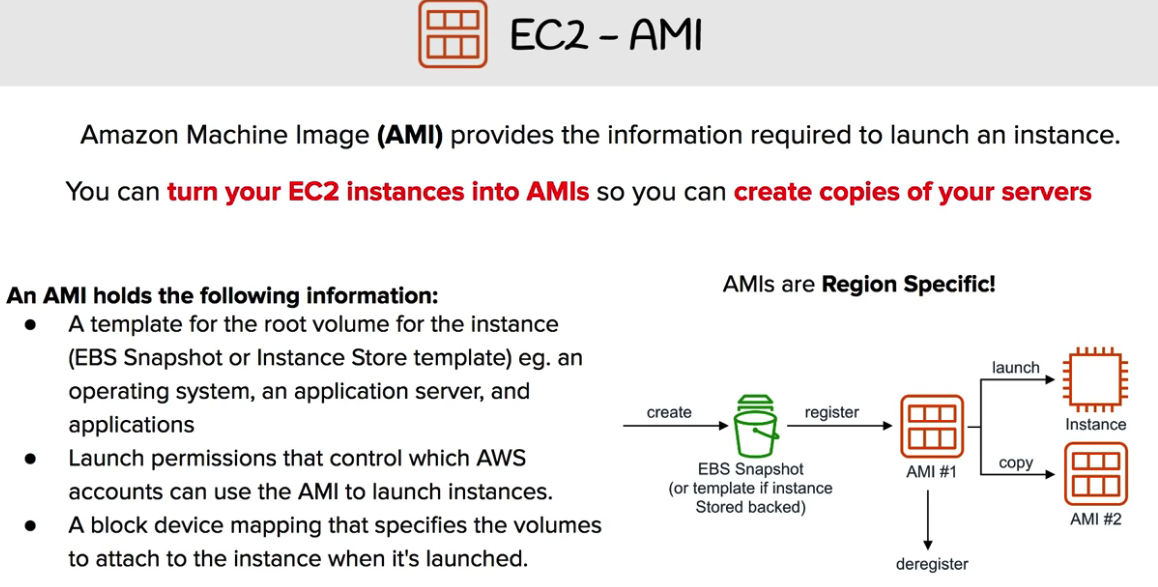 EC2 - AMI
Amazon Machine Image (AMI) provides the information required to launch an instance.
You can turn your EC2 instances into AMIs so you can create copies of your servers
An AMI holds the following information:
● A template for the root volume for the instance
(EBS Snapshot or Instance Store template) eg. an
operating system, an application server, and
applications
● Launch permissions that control which AWS
accounts can use the AMI to launch instances.
● A block device mapping that specifies the volumes
to attach to the instance when it's launched.
AMIs are Region Specific!
create
EBS Snapshot
(or template if instance
Stored backed)
register
AMI #1
launch
Instance
copy
AMI #2
deregister